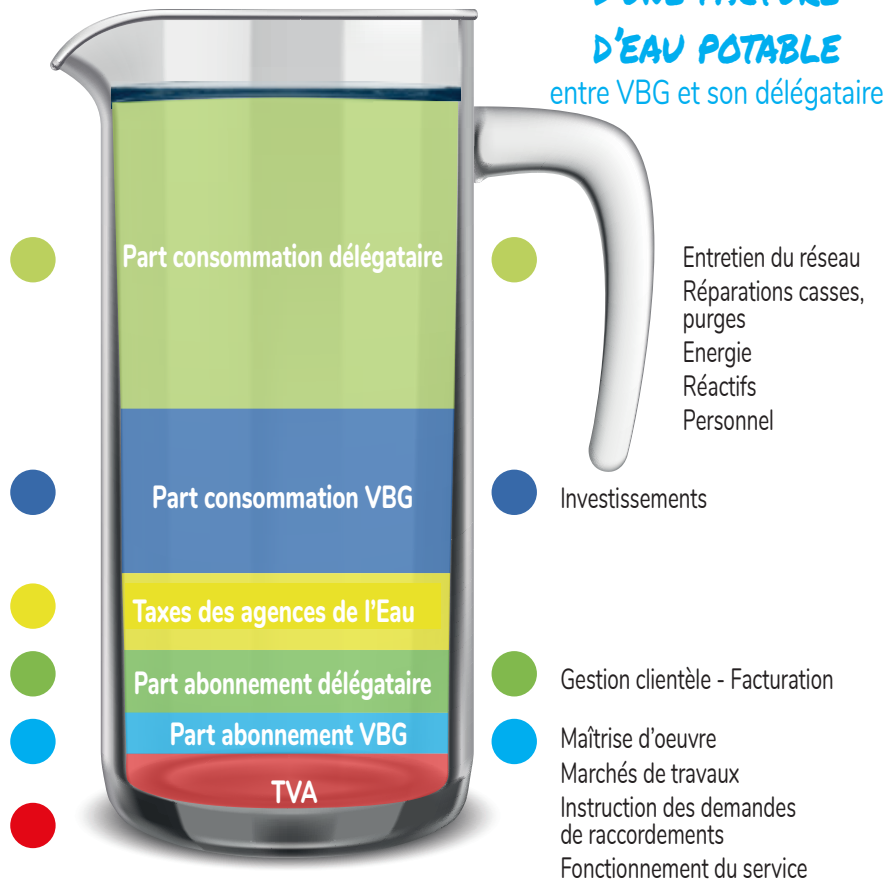 D'EAU POTABLE
entre VBG et son délégataire
Part consommation délégataire
Entretien du réseau
Réparations casses,
purges
Energie
Réactifs
Personnel
Part consommation VBG
Investissements
Taxes des agences de l'Eau
Part abonnement délégataire
Gestion clientèle - Facturation
Part abonnement VBG
Maîtrise d'oeuvre
Marchés de travaux
Instruction des demandes
de raccordements
Fonctionnement du service
TVA